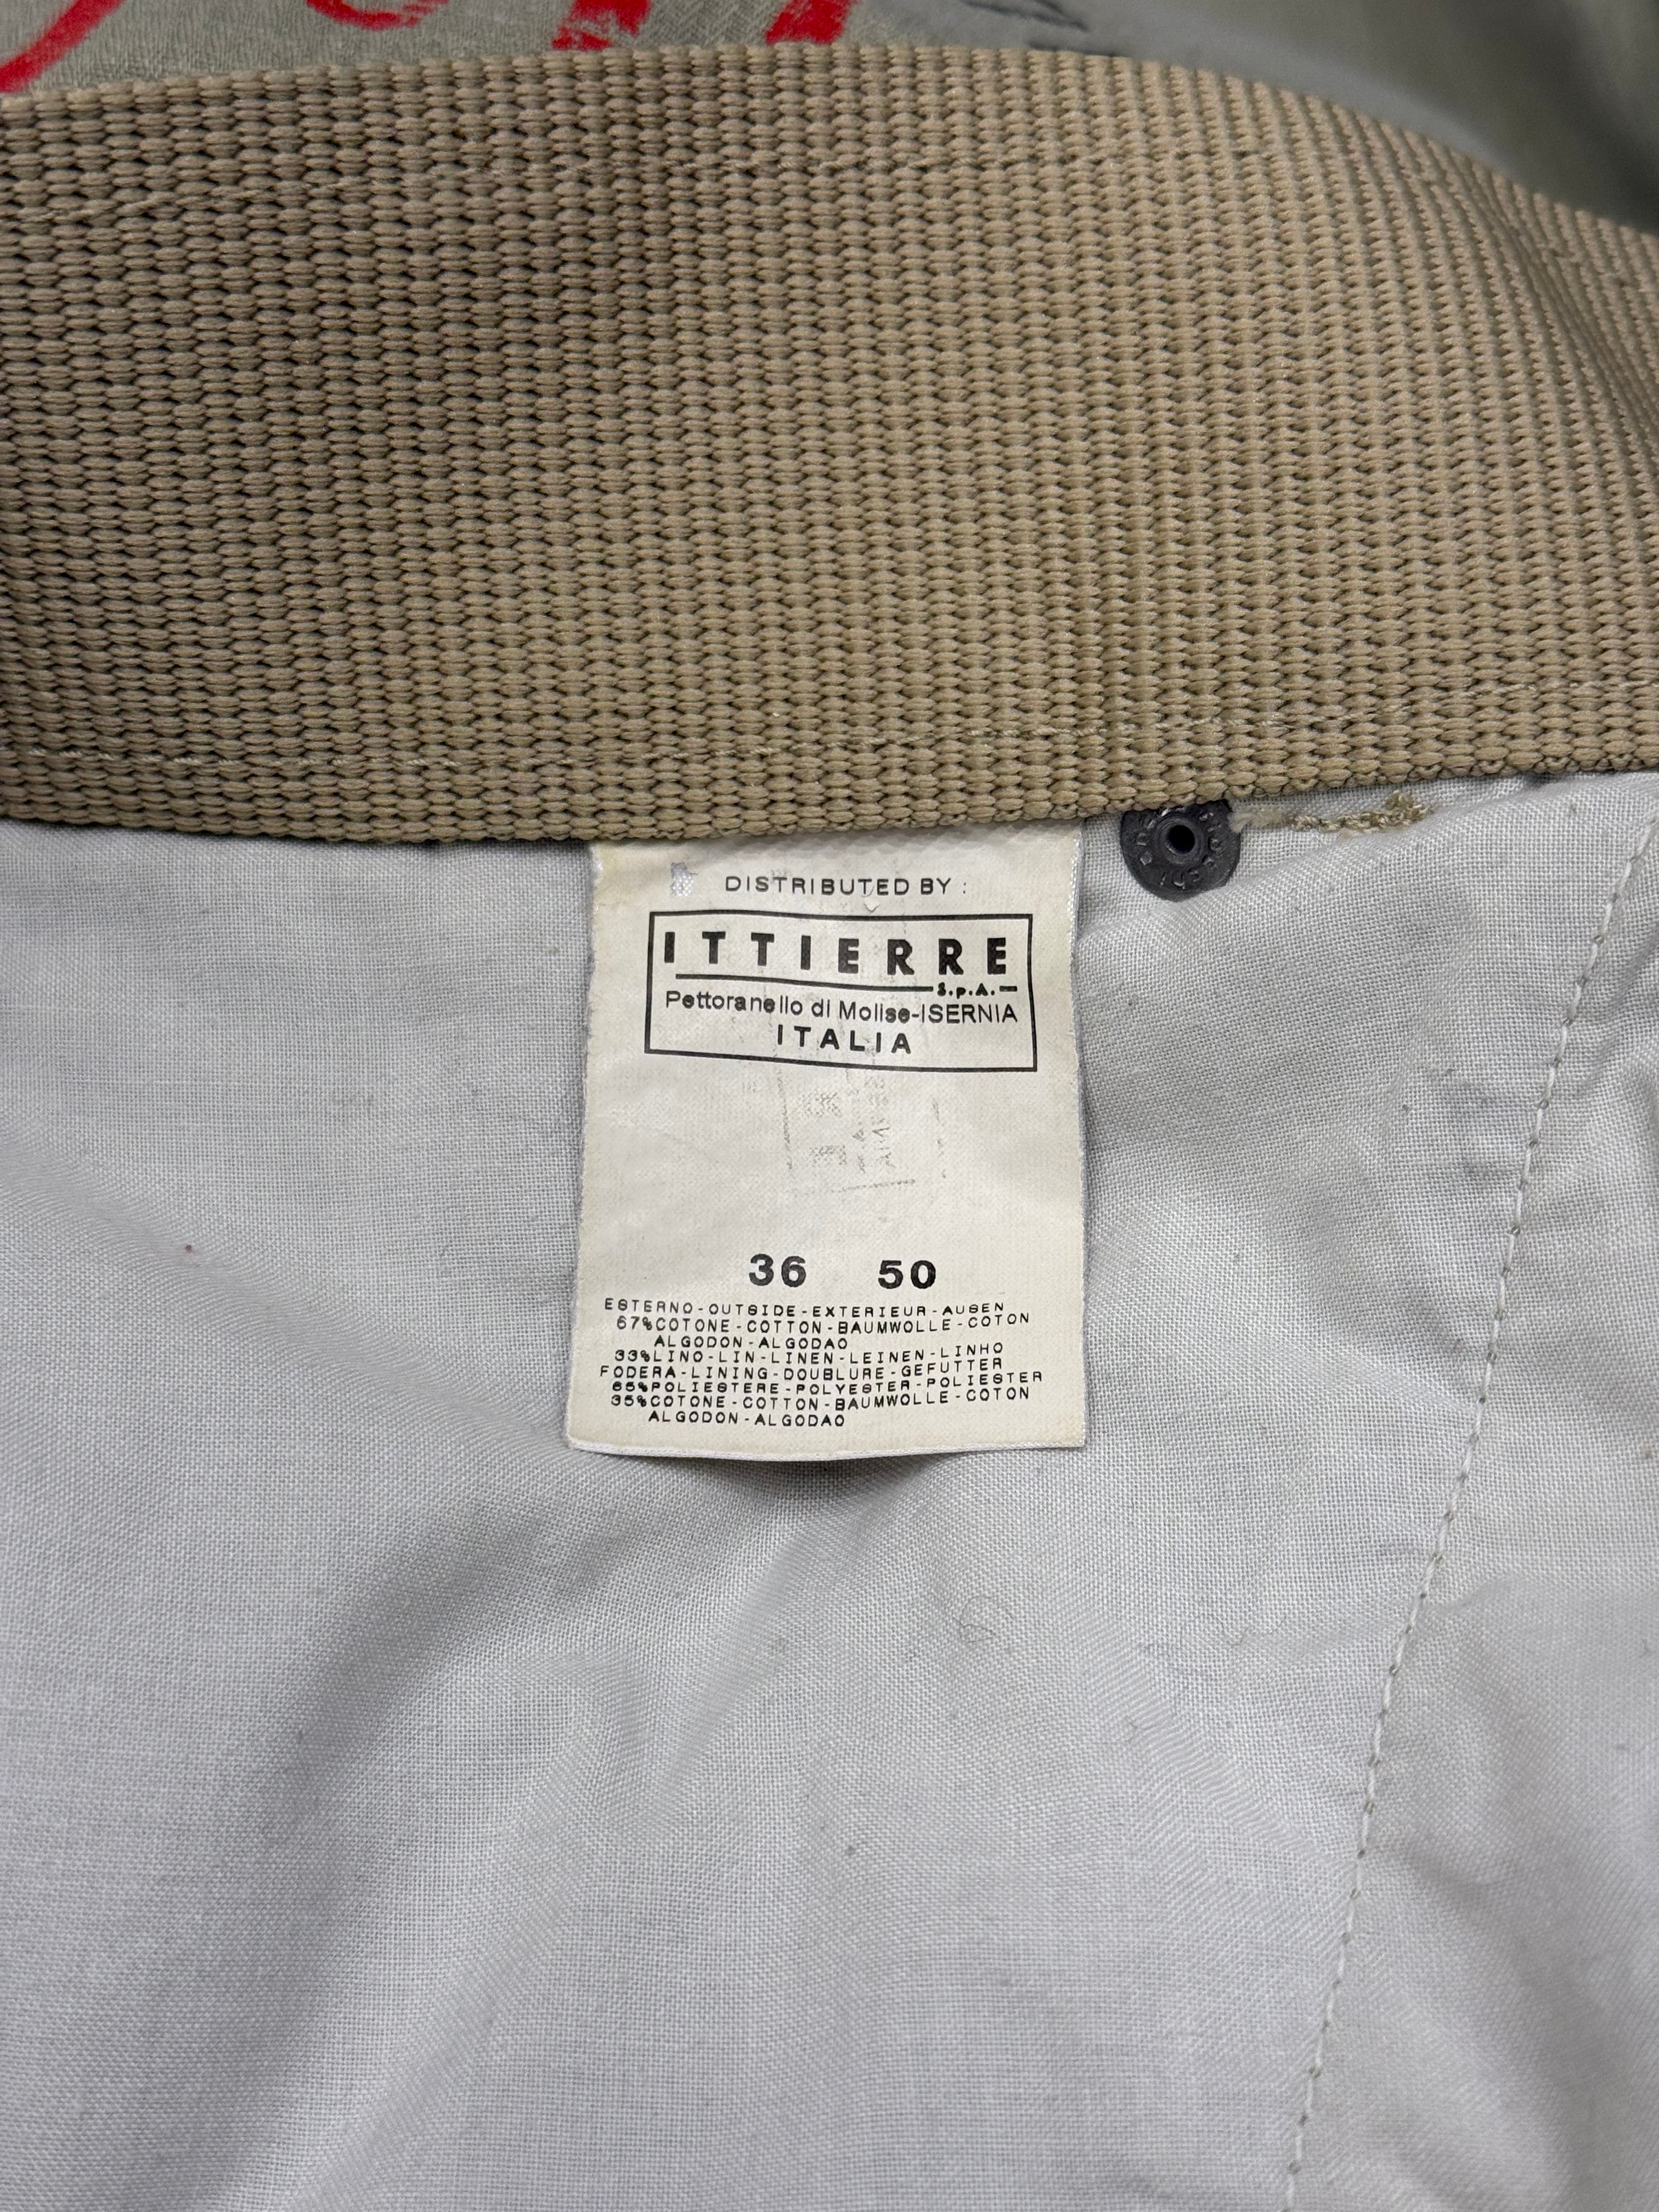 DISTRIBUTED BY :
ITTIERRE
S.p.A.
Pettoranello di Molise-ISERNIA
ITALIA
36 50
ESTERNO-OUTSIDE-EXTERIEUR-AUSEN
67%COTONE-COTTON-BAUMWOLLE-COTON
ALGODON-ALGODAO
33%LINO-LIN-LINEN-LEINEN-LINHO
FODERA-LINING-DOUBLURE-GEFUTTER
65%POLIESTERE-POLYESTER-POLIESTER
35%COTONE-COTTON-BAUMWOLLE-COTON
ALGODON-ALGODAO